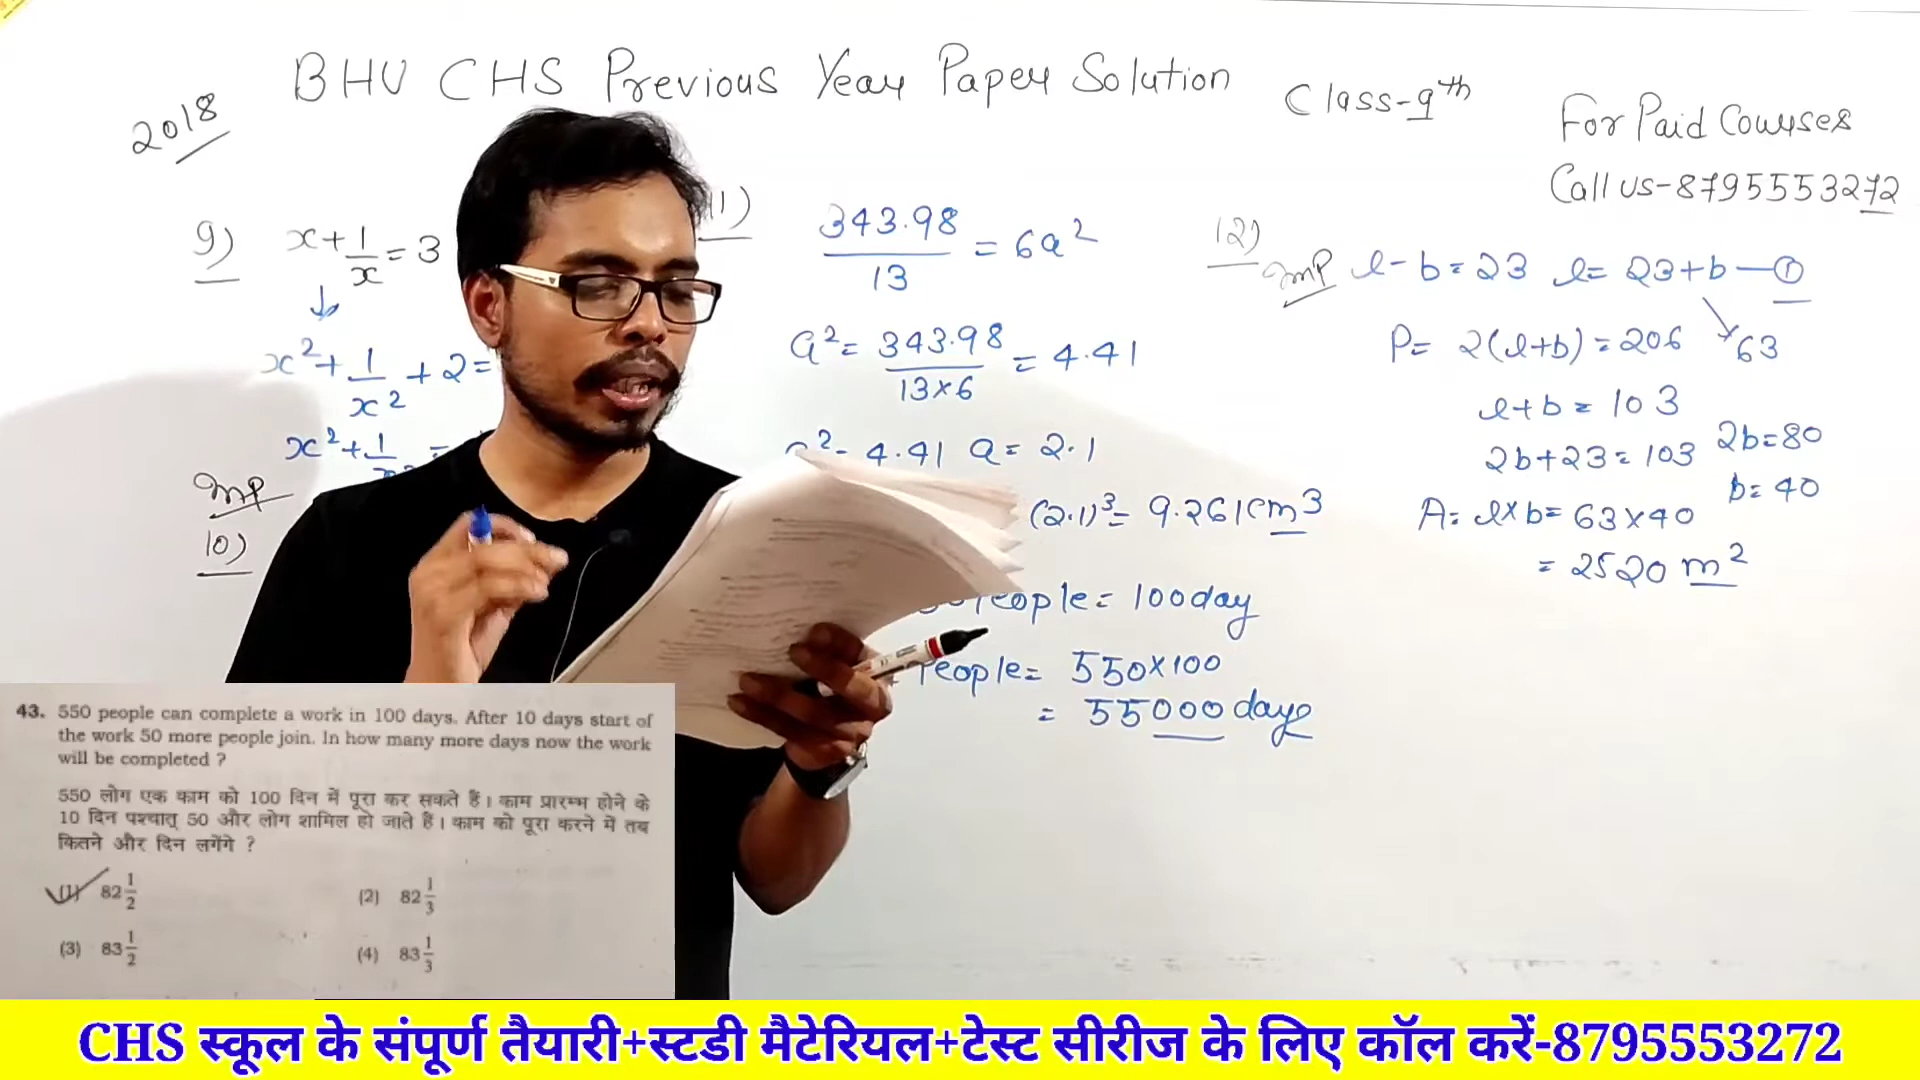 BHU CHS Previous Year Paper Solution
Class-9th
2018
For Paid Courses
Call us-8795553272
9)
x+1/x=3
x²+1/x²+2=
x²+1
Imp
10)
11)
343.98/13 = 6a²
a²= 343.98/13×6 = 4.41
4.41 a= 2.1
(2.1)³= 9.261cm³
People= 100day
People= 550×100
= 55000 days
12)
Imp l-b=23 l= 23+b—①
63
P= 2(l+b)=206
l+b= 103
2b+23=103 2b=80
b=40
A= l×b= 63×40
= 2520 m²
43. 550 people can complete a work in 100 days. After 10 days start of
the work 50 more people join. In how many more days now the work
will be completed ?
550 लोग एक काम को 100 दिन में पूरा कर सकते हैं। काम प्रारम्भ होने के
10 दिन पश्चात् 50 और लोग शामिल हो जाते हैं। काम को पूरा करने में तब
कितने और दिन लगेंगे ?
(1) 82 1/2
(2) 82 1/3
(3) 83 1/2
(4) 83 1/3
CHS स्कूल के संपूर्ण तैयारी+स्टडी मैटेरियल+टेस्ट सीरीज के लिए कॉल करें-8795553272